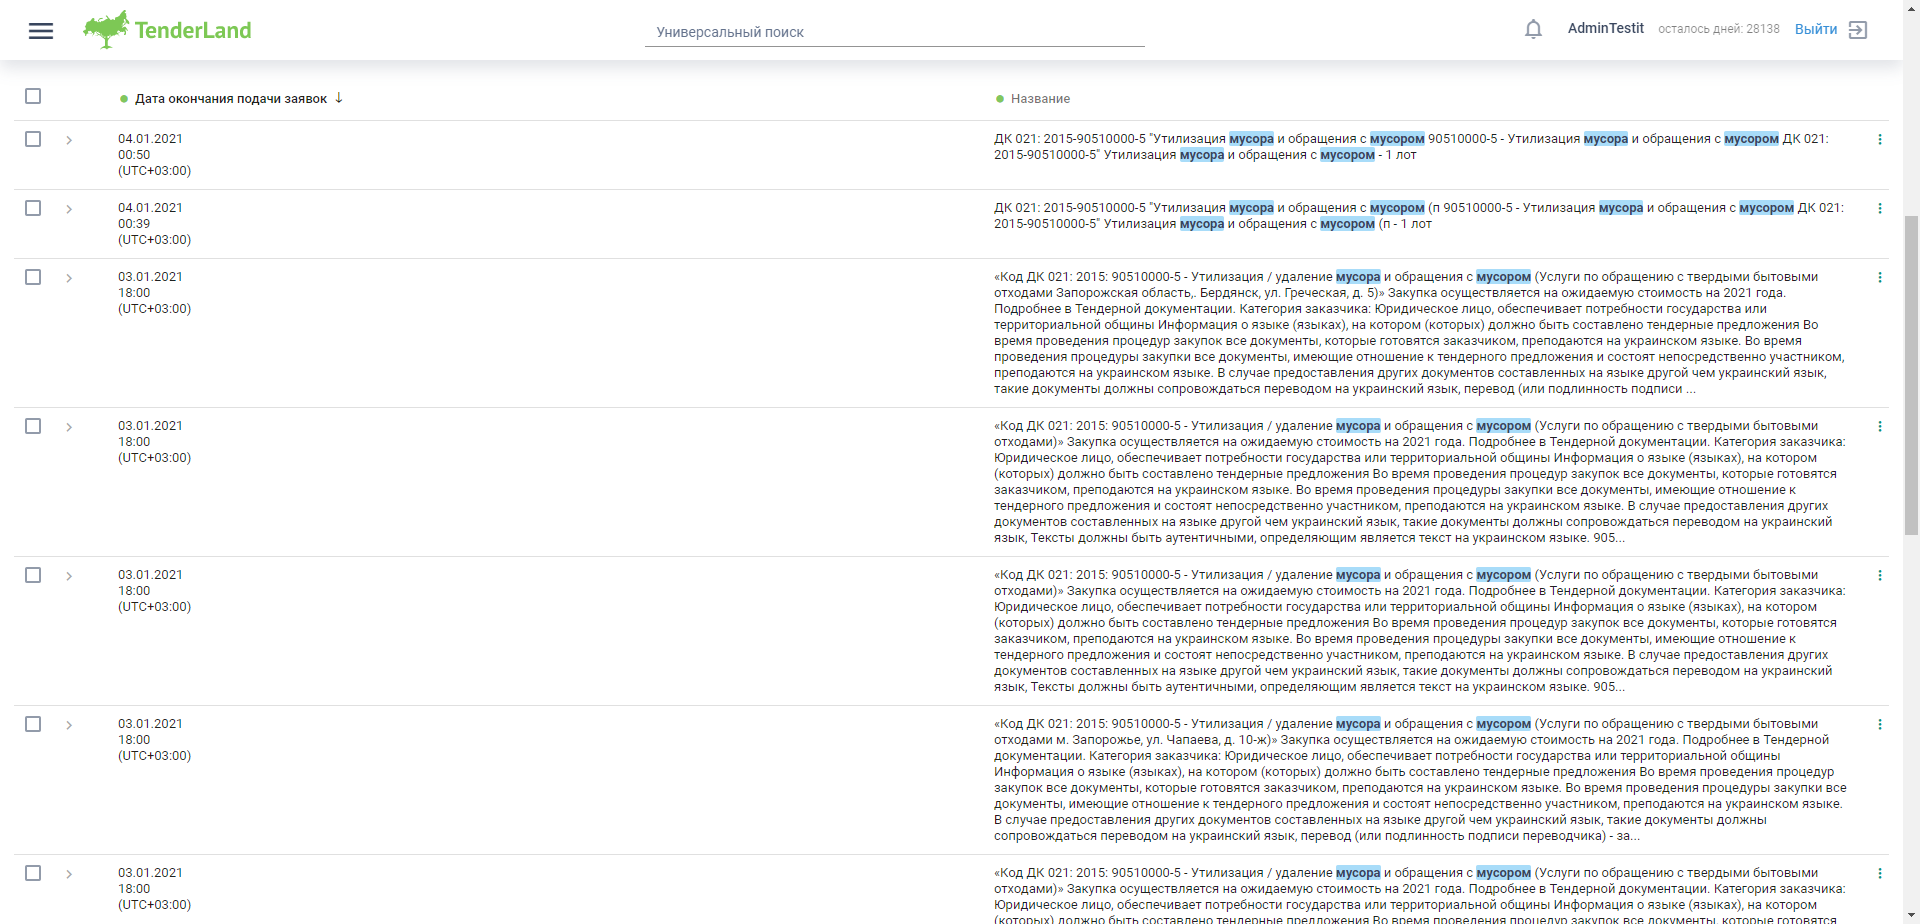 TenderLand
Универсальный поиск
AdminTestit
осталось дней: 28138
Выйти
Дата окончания подачи заявок
Название
04.01.2021
00:50
(UTC+03:00)
ДК 021: 2015-90510000-5 "Утилизация мусора и обращения с мусором 90510000-5 - Утилизация мусора и обращения с мусором ДК 021:
2015-90510000-5" Утилизация мусора и обращения с мусором - 1 лот
04.01.2021
00:39
(UTC+03:00)
ДК 021: 2015-90510000-5 "Утилизация мусора и обращения с мусором (п 90510000-5 - Утилизация мусора и обращения с мусором ДК 021:
2015-90510000-5" Утилизация мусора и обращения с мусором (п - 1 лот
03.01.2021
18:00
(UTC+03:00)
«Код ДК 021: 2015: 90510000-5 - Утилизация / удаление мусора и обращения с мусором (Услуги по обращению с твердыми бытовыми
отходами Запорожская область,. Бердянск, ул. Греческая, д. 5)» Закупка осуществляется на ожидаемую стоимость на 2021 года.
Подробнее в Тендерной документации. Категория заказчика: Юридическое лицо, обеспечивает потребности государства или
территориальной общины Информация о языке (языках), на котором (которых) должно быть составлено тендерные предложения Во
время проведения процедур закупок все документы, которые готовятся заказчиком, преподаются на украинском языке. Во время
проведения процедуры закупки все документы, имеющие отношение к тендерного предложения и состоят непосредственно участником,
преподаются на украинском языке. В случае предоставления других документов составленных на языке другой чем украинский язык,
такие документы должны сопровождаться переводом на украинский язык, перевод (или подлинность подписи ...
03.01.2021
18:00
(UTC+03:00)
«Код ДК 021: 2015: 90510000-5 - Утилизация / удаление мусора и обращения с мусором (Услуги по обращению с твердыми бытовыми
отходами)» Закупка осуществляется на ожидаемую стоимость на 2021 года. Подробнее в Тендерной документации. Категория заказчика:
Юридическое лицо, обеспечивает потребности государства или территориальной общины Информация о языке (языках), на котором
(которых) должно быть составлено тендерные предложения Во время проведения процедур закупок все документы, которые готовятся
заказчиком, преподаются на украинском языке. Во время проведения процедуры закупки все документы, имеющие отношение к
тендерного предложения и состоят непосредственно участником, преподаются на украинском языке. В случае предоставления других
документов составленных на языке другой чем украинский язык, такие документы должны сопровождаться переводом на украинский
язык, Тексты должны быть аутентичными, определяющим является текст на украинском языке. 905...
03.01.2021
18:00
(UTC+03:00)
«Код ДК 021: 2015: 90510000-5 - Утилизация / удаление мусора и обращения с мусором (Услуги по обращению с твердыми бытовыми
отходами)» Закупка осуществляется на ожидаемую стоимость на 2021 года. Подробнее в Тендерной документации. Категория заказчика:
Юридическое лицо, обеспечивает потребности государства или территориальной общины Информация о языке (языках), на котором
(которых) должно быть составлено тендерные предложения Во время проведения процедур закупок все документы, которые готовятся
заказчиком, преподаются на украинском языке. Во время проведения процедуры закупки все документы, имеющие отношение к
тендерного предложения и состоят непосредственно участником, преподаются на украинском языке. В случае предоставления других
документов составленных на языке другой чем украинский язык, такие документы должны сопровождаться переводом на украинский
язык, Тексты должны быть аутентичными, определяющим является текст на украинском языке. 905...
03.01.2021
18:00
(UTC+03:00)
«Код ДК 021: 2015: 90510000-5 - Утилизация / удаление мусора и обращения с мусором (Услуги по обращению с твердыми бытовыми
отходами м. Запорожье, ул. Чапаева, д. 10-ж)» Закупка осуществляется на ожидаемую стоимость на 2021 года. Подробнее в Тендерной
документации. Категория заказчика: Юридическое лицо, обеспечивает потребности государства или территориальной общины
Информация о языке (языках), на котором (которых) должно быть составлено тендерные предложения Во время проведения процедур
закупок все документы, которые готовятся заказчиком, преподаются на украинском языке. Во время проведения процедуры закупки все
документы, имеющие отношение к тендерного предложения и состоят непосредственно участником, преподаются на украинском языке.
В случае предоставления других документов составленных на языке другой чем украинский язык, такие документы должны
сопровождаться переводом на украинский язык, перевод (или подлинность подписи переводчика) - за...
03.01.2021
18:00
(UTC+03:00)
«Код ДК 021: 2015: 90510000-5 - Утилизация / удаление мусора и обращения с мусором (Услуги по обращению с твердыми бытовыми
отходами)» Закупка осуществляется на ожидаемую стоимость на 2021 года. Подробнее в Тендерной документации. Категория заказчика:
Юридическое лицо, обеспечивает потребности государства или территориальной общины Информация о языке (языках), на котором
(которых) должно быть составлено тендерные предложения Во время проведения процедур закупок все документы, которые готовятся